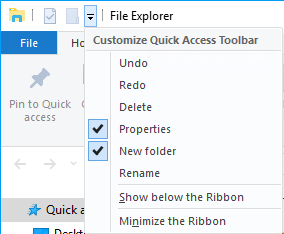 File Explorer
File
Ho
Customize Quick Access Toolbar
Undo
Redo
Delete
Properties
New folder
Rename
Show below the Ribbon
Minimize the Ribbon
Pin to Quick
access
Quick a
Deskto